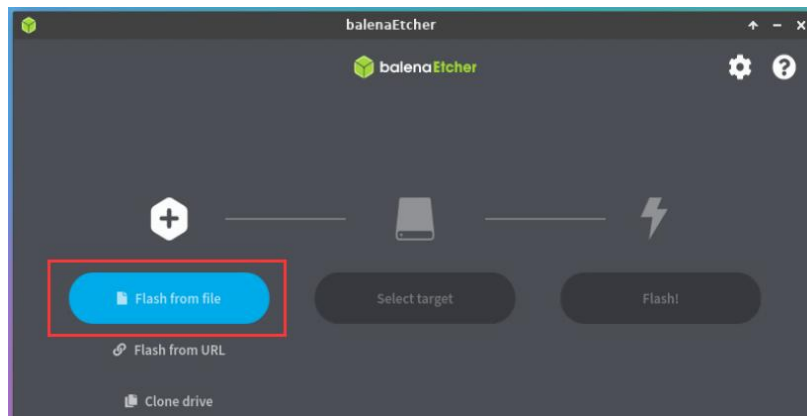 balenaEtcher
balenaEtcher
Flash from file
Select target
Flash!
Flash from URL
Clone drive